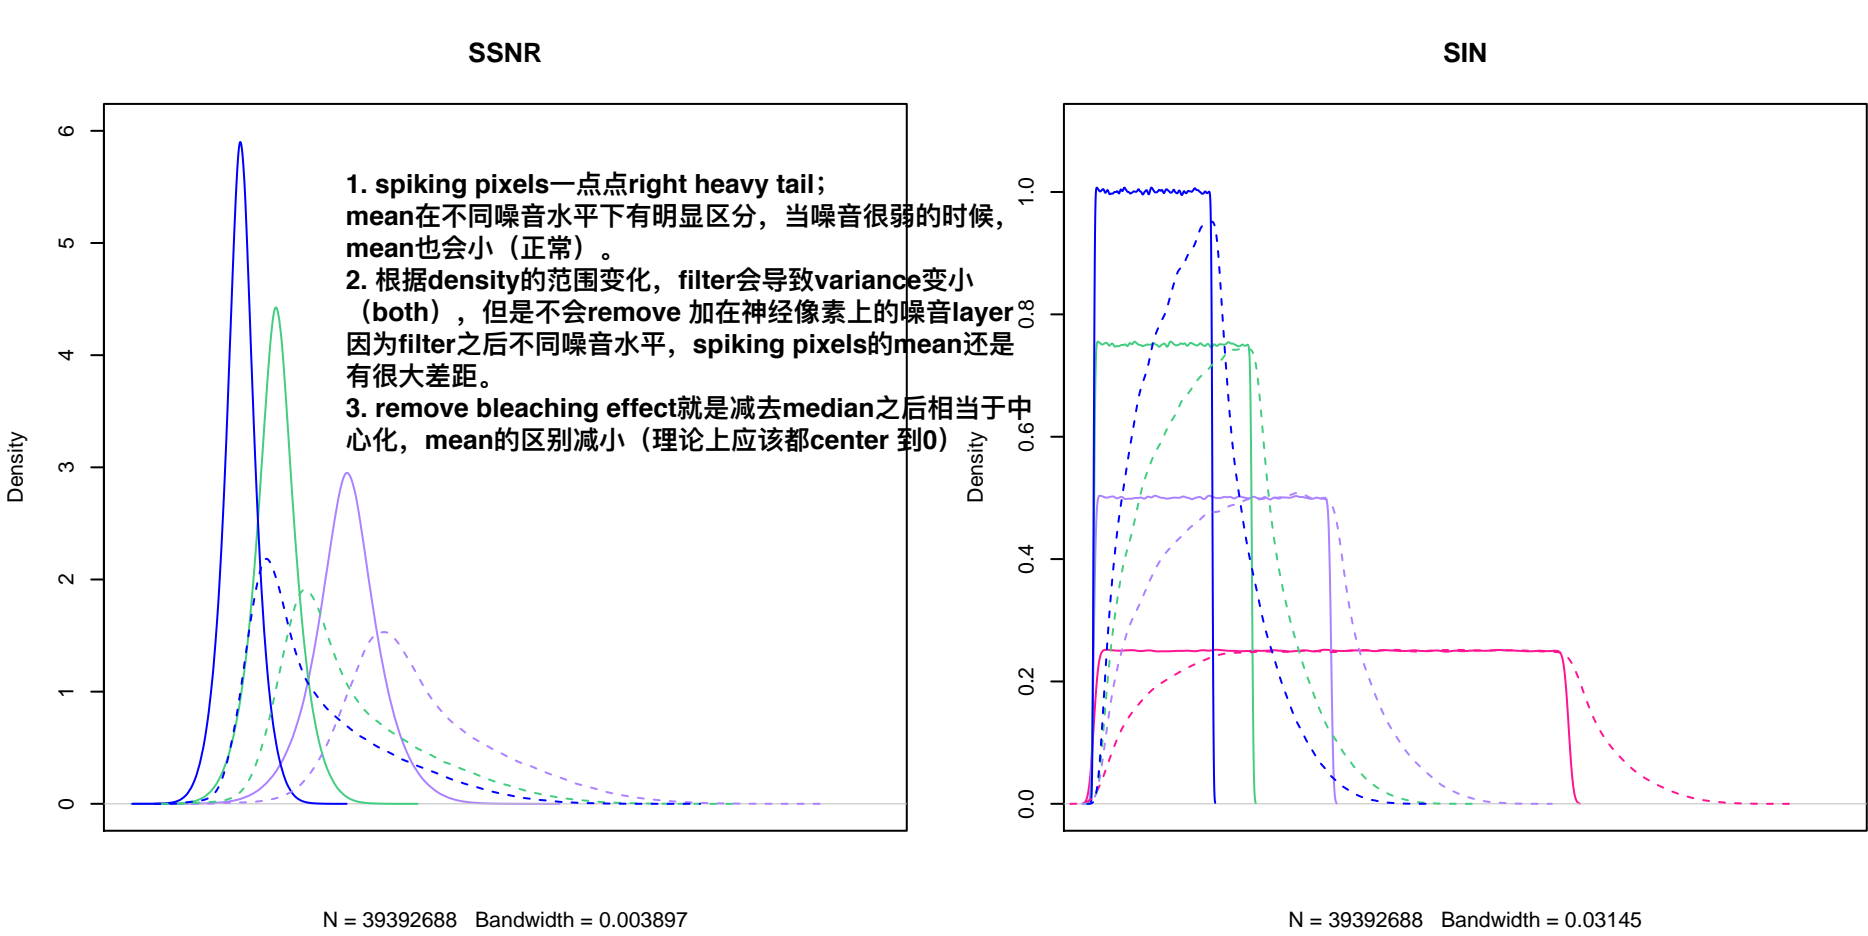 SSNR
SIN
Density
0
1
2
3
4
5
6
1. spiking pixels一点点right heavy tail；
mean在不同噪音水平下有明显区分，当噪音很弱的时候，
mean也会小（正常）。
2. 根据density的范围变化，filter会导致variance变小
（both），但是不会remove 加在神经像素上的噪音layer
因为filter之后不同噪音水平，spiking pixels的mean还是
有很大差距。
3. remove bleaching effect就是减去median之后相当于中
心化，mean的区别减小（理论上应该都center 到0）
N = 39392688   Bandwidth = 0.003897
Density
0.0
0.2
0.4
0.6
0.8
1.0
N = 39392688   Bandwidth = 0.03145